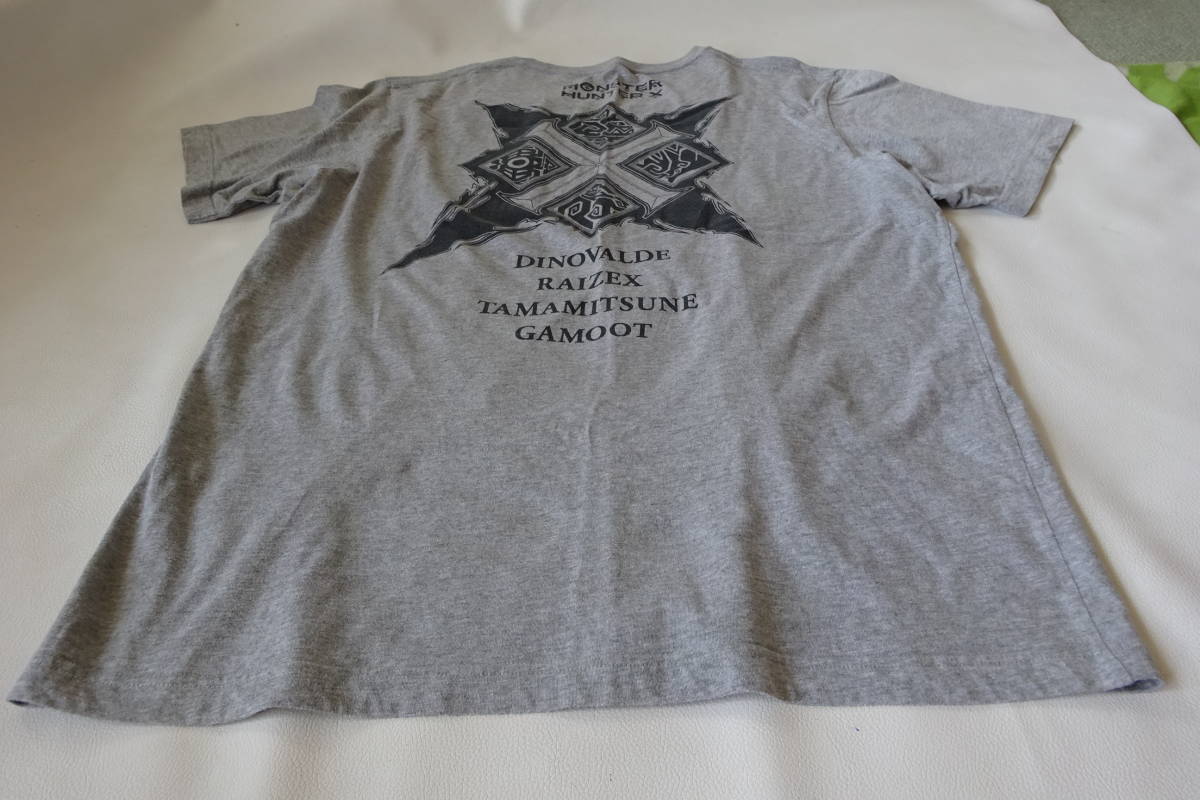 MONSTER
HUNTER X
DINOVALDE
RAIZEX
TAMAMITSUNE
GAMOOT